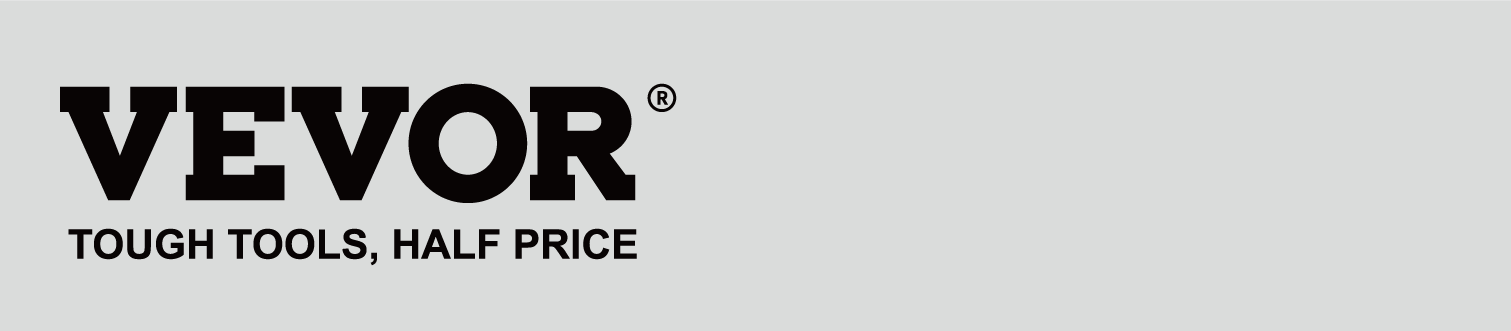 VEVOR®
TOUGH TOOLS, HALF PRICE